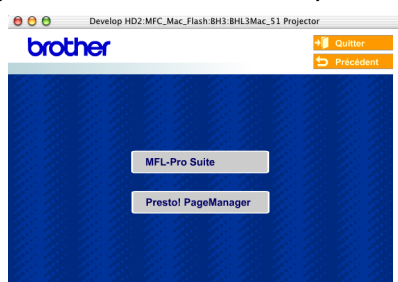 Develop HD2:MFC_Mac_Flash:BH3:BHL3Mac_51 Projector
brother
Quitter
Précédent
MFL-Pro Suite
Presto! PageManager